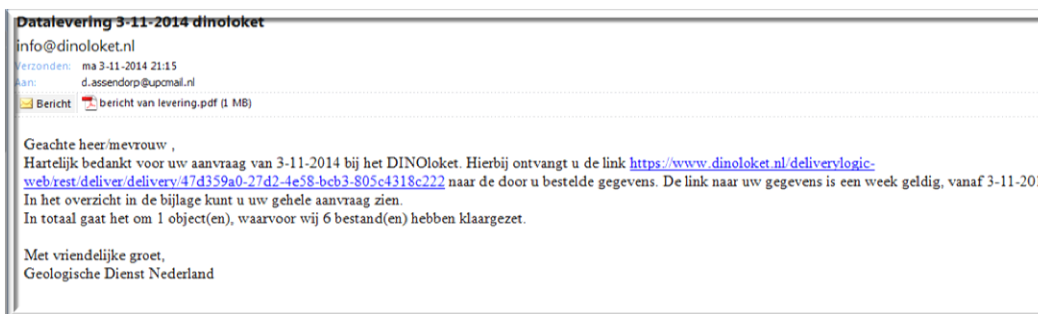 Datalevering 3-11-2014 dinoloket
info@dinoloket.nl
Verzonden: ma 3-11-2014 21:15
Aan: d.assendorp@upcmail.nl
Bericht bericht van levering.pdf (1 MB)
Geachte heer/mevrouw ,
Hartelijk bedankt voor uw aanvraag van 3-11-2014 bij het DINOloket. Hierbij ontvangt u de link https://www.dinoloket.nl/deliverylogic-
web/rest/deliver/delivery/47d359a0-27d2-4e58-bcb3-805c4318c222 naar de door u bestelde gegevens. De link naar uw gegevens is een week geldig, vanaf 3-11-201
In het overzicht in de bijlage kunt u uw gehele aanvraag zien.
In totaal gaat het om 1 object(en), waarvoor wij 6 bestand(en) hebben klaargezet.
Met vriendelijke groet,
Geologische Dienst Nederland